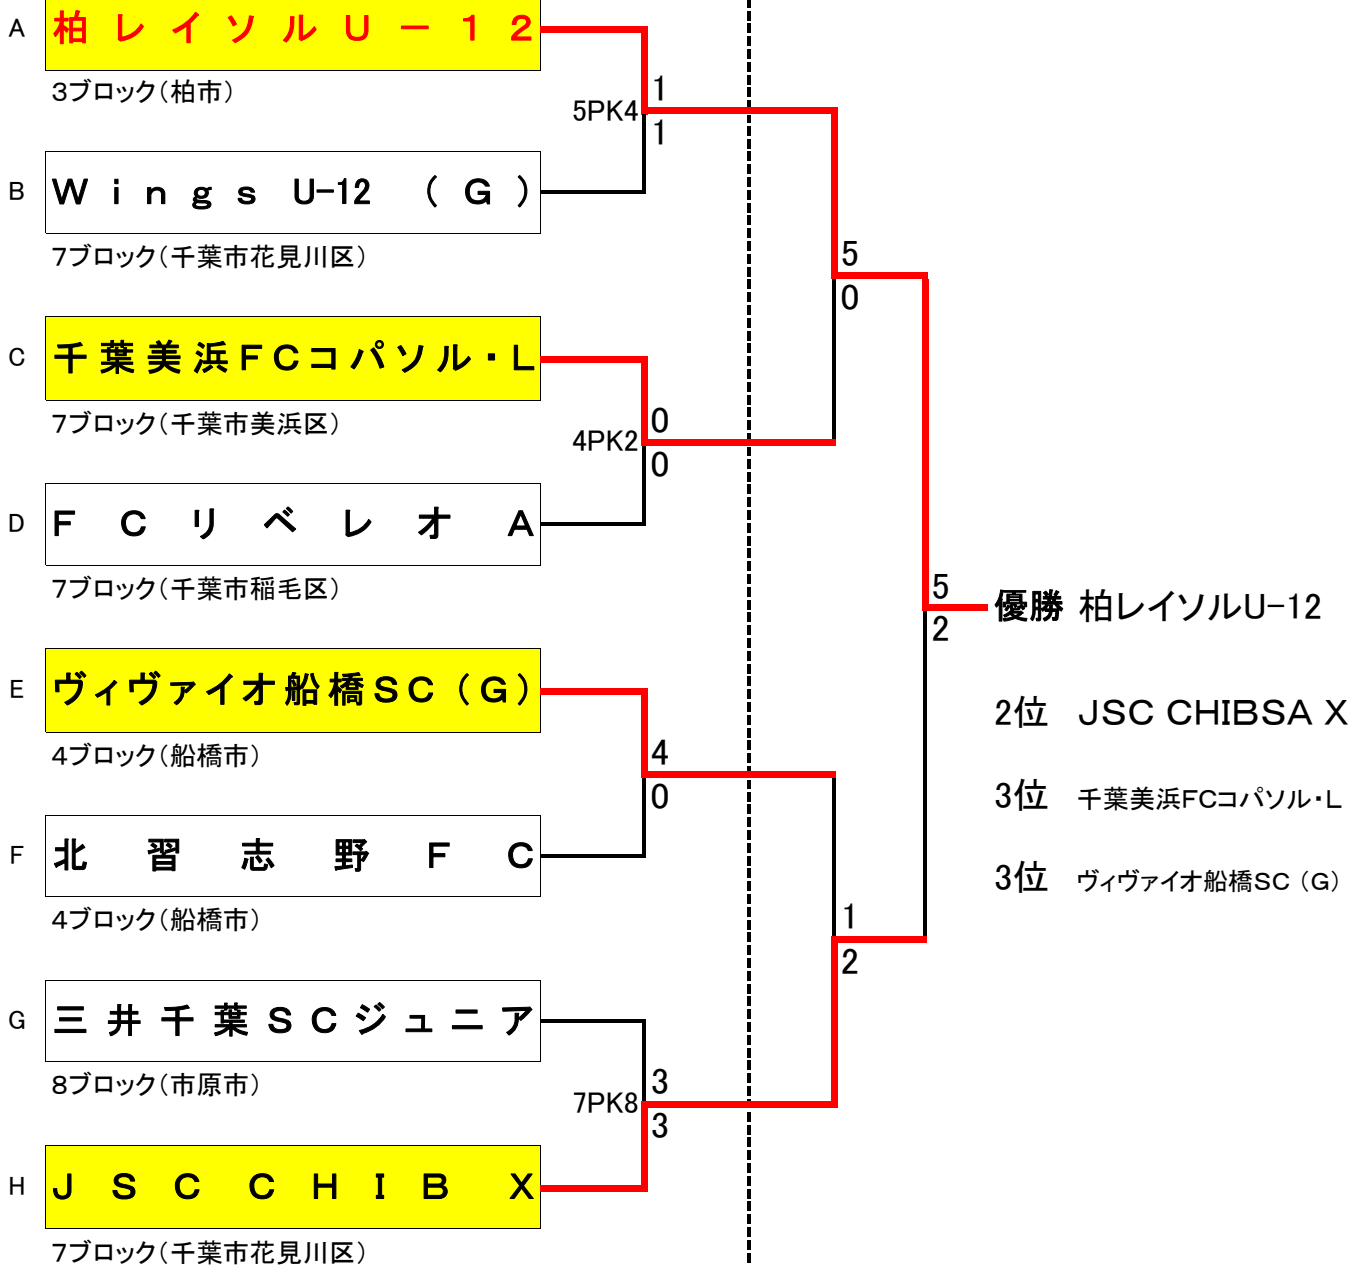 A
柏レイソルU－12
3ブロック（柏市）
5PK4
1
1
B
Wings U-12 （G）
7ブロック（千葉市花見川区）
5
0
C
千葉美浜FCコパソル・L
7ブロック（千葉市美浜区）
4PK2
0
0
D
FCリベレオA
7ブロック（千葉市稲毛区）
5
2
優勝 柏レイソルU-12
E
ヴィヴァイオ船橋SC（G）
2位 JSC CHIBSA X
4ブロック（船橋市）
4
0
3位 千葉美浜FCコパソル・L
F
北習志野FC
3位 ヴィヴァイオ船橋SC（G）
4ブロック（船橋市）
1
2
G
三井千葉SCジュニア
8ブロック（市原市）
7PK8
3
3
H
JSC CHIB X
7ブロック（千葉市花見川区）